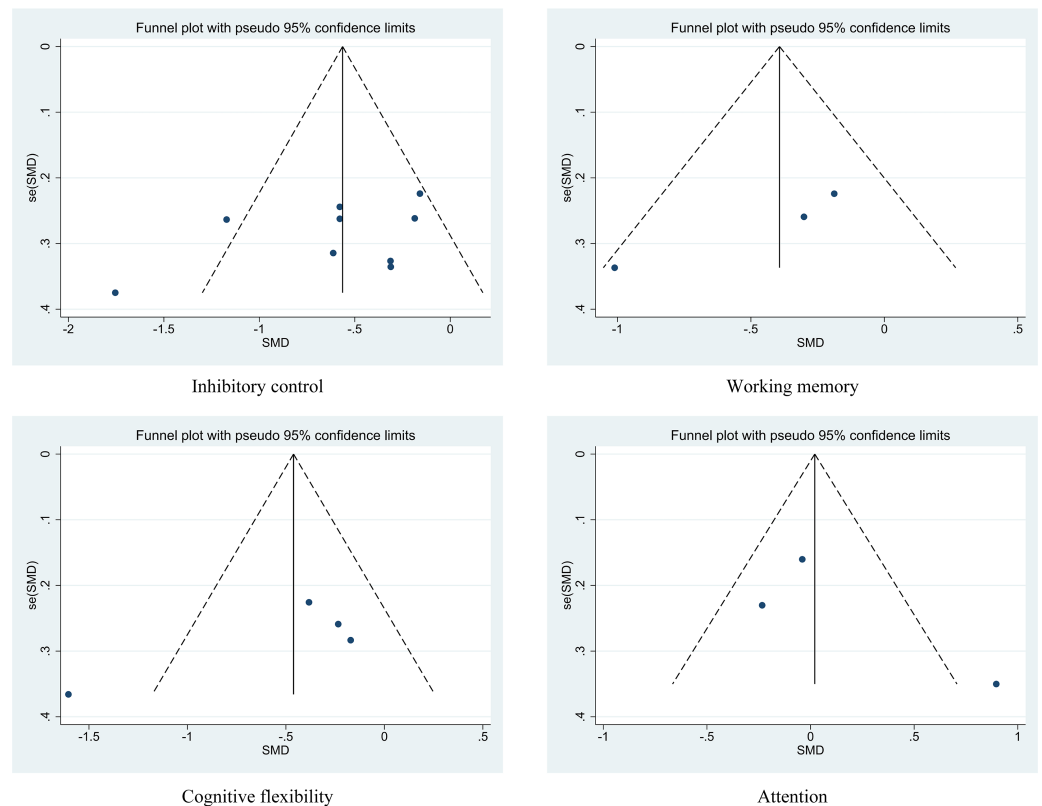 Funnel plot with pseudo 95% confidence limits
0
.1
.2
.3
.4
se(SMD)
-2
-1.5
-1
-.5
0
SMD
Inhibitory control
Funnel plot with pseudo 95% confidence limits
0
.1
.2
.3
.4
se(SMD)
-1
-.5
0
.5
SMD
Working memory
Funnel plot with pseudo 95% confidence limits
0
.1
.2
.3
.4
se(SMD)
-1.5
-1
-.5
0
.5
SMD
Cognitive flexibility
Funnel plot with pseudo 95% confidence limits
0
.1
.2
.3
.4
se(SMD)
-1
-.5
0
.5
1
SMD
Attention